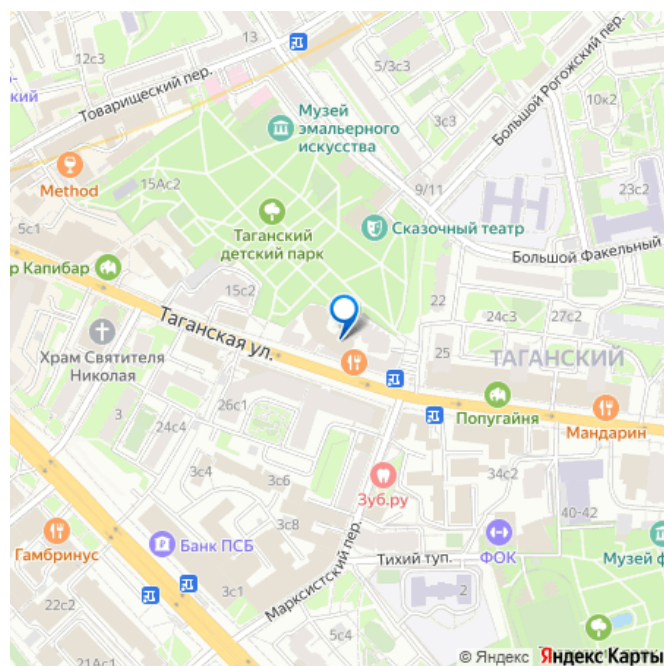 12с3
13
5/3с3
Большой Рогожский пер.
10к2
Товарищеский пер.
Музей
эмальерного
искусства
3с3
ский
Method
15Ас2
9/11
23с2
5с1
Таганский
детский парк
Сказочный театр
Большой Факельный
р Капибар
15с2
22
24с3
27с2
Таганская ул.
Храм Святителя
Николая
25
ТАГАНСКИЙ
Попугайня
Мандарин
3
26с1
24с4
3с4
3с6
Зуб.ру
34с2
40-42
3с8
Гамбринус
Банк ПСБ
Марксистский пер.
Тихий туп.
ФОК
Музей ф
3с1
2
22с2
5с4
21Ас1
© Яндекс Яндекс Карты